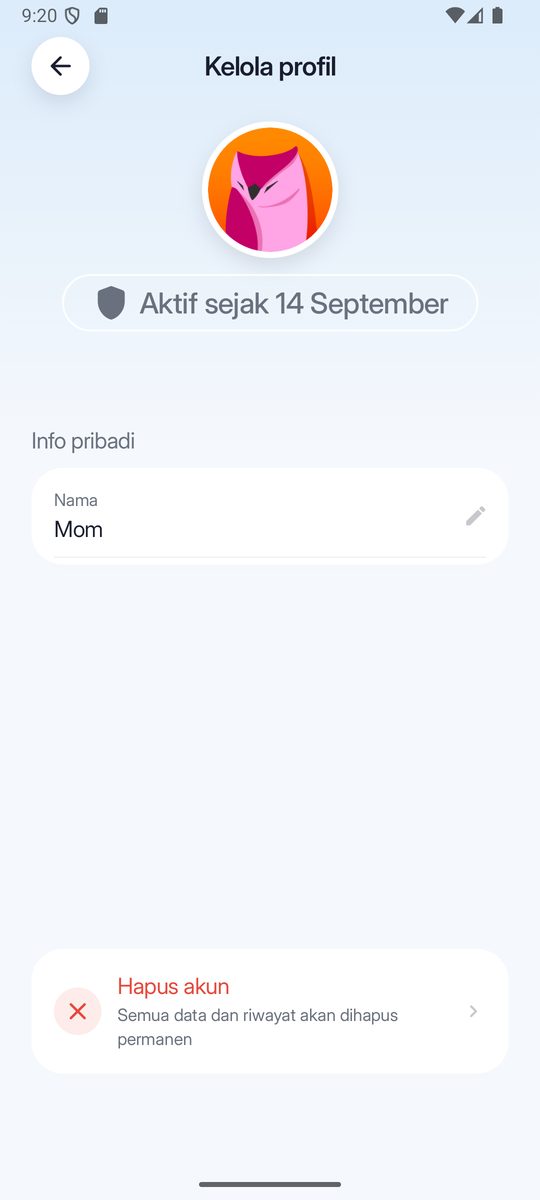 9:20
Kelola profil
Aktif sejak 14 September
Info pribadi
Nama
Mom
Hapus akun
Semua data dan riwayat akan dihapus
permanen